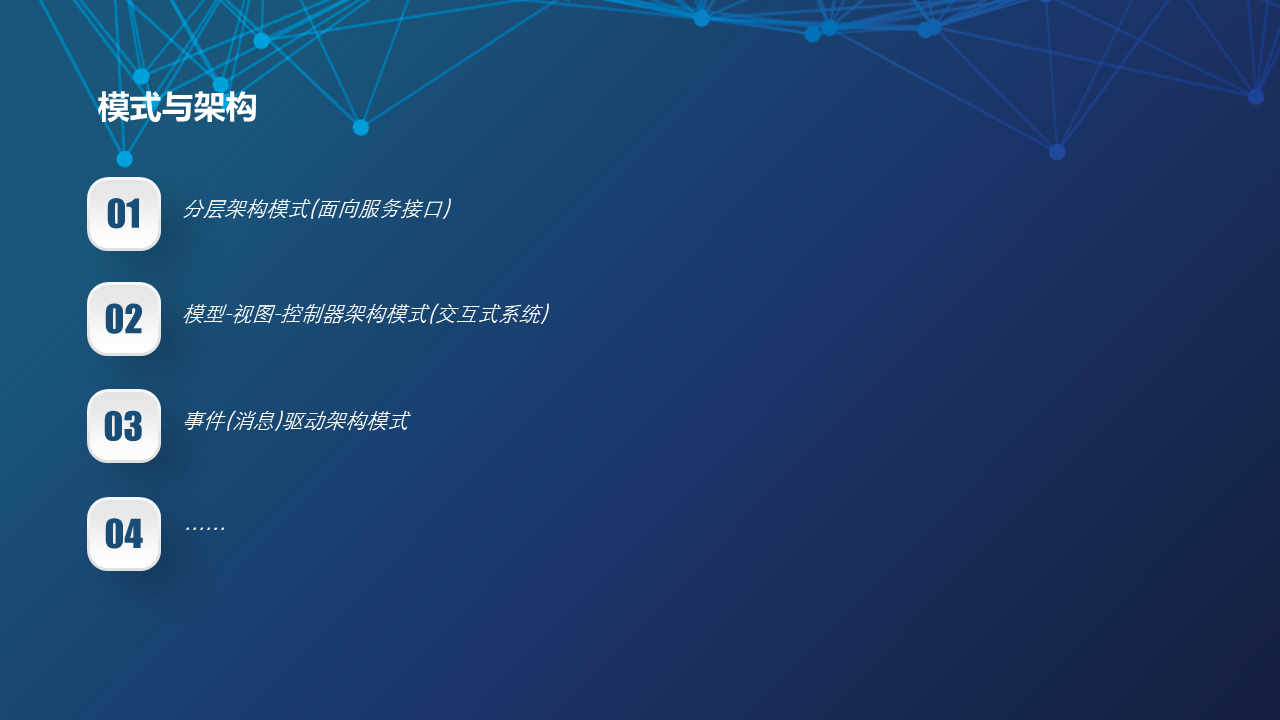 模式与架构
01
分层架构模式(面向服务接口)
02
模型-视图-控制器架构模式(交互式系统)
03
事件(消息)驱动架构模式
04
……